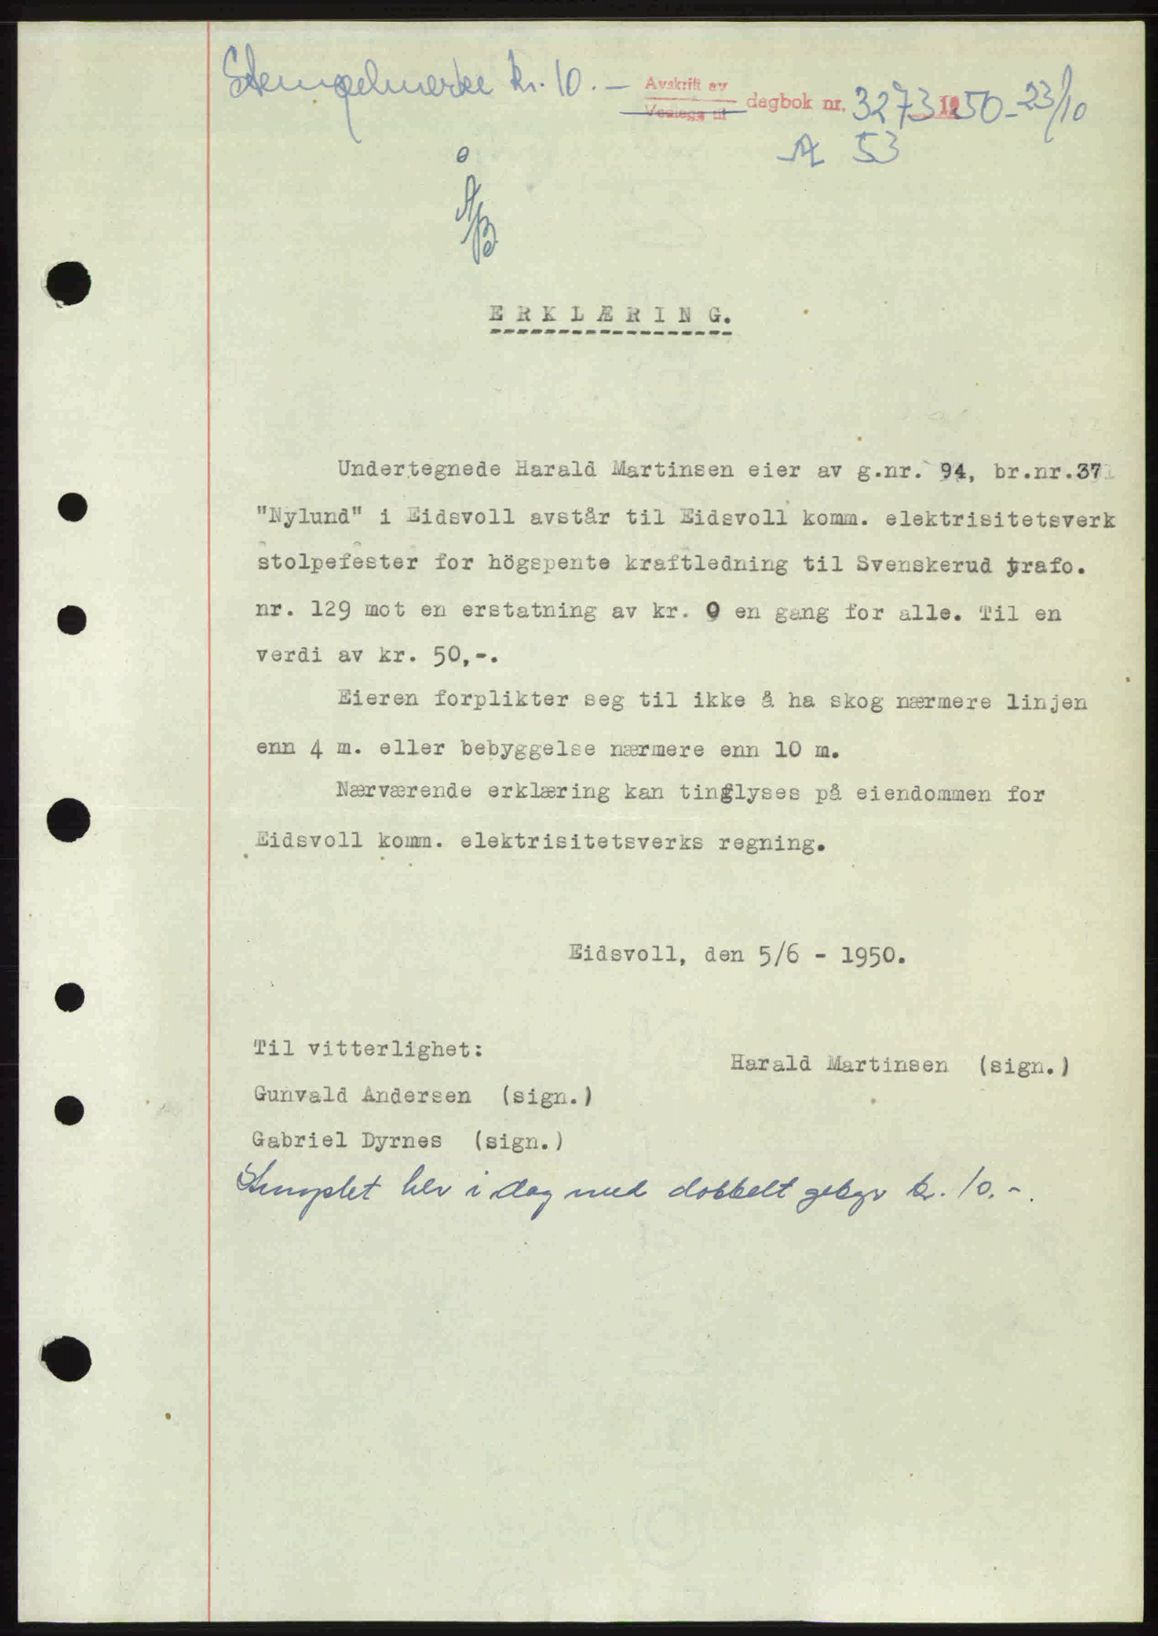 Stempelmerke kr. 10.—
Avskrift av
Vedlegg til
dagbok nr. 3273 1950 - 23/10
A 53
ERKLÆRING.
Undertegnede Harald Martinsen eier av g.nr. 94, br.nr.37
"Nylund" i Eidsvoll avstår til Eidsvoll komm. elektrisitetsverk
stolpefester for högspente kraftledning til Svenskerud trafo.
nr. 129 mot en erstatning av kr. 0 en gang for alle. Til en
verdi av kr. 50,-.
Eieren forplikter seg til ikke å ha skog nærmere linjen
enn 4 m. eller bebyggelse nærmere enn 10 m.
Nærværende erklæring kan tinglyses på eiendommen for
Eidsvoll komm. elektrisitetsverks regning.
Eidsvoll, den 5/6 - 1950.
Til vitterlighet:
Harald Martinsen (sign.)
Gunvald Andersen (sign.)
Gabriel Dyrnes (sign.)
Stemplet her i dag med dobbelt gebyr kr. 10.-.